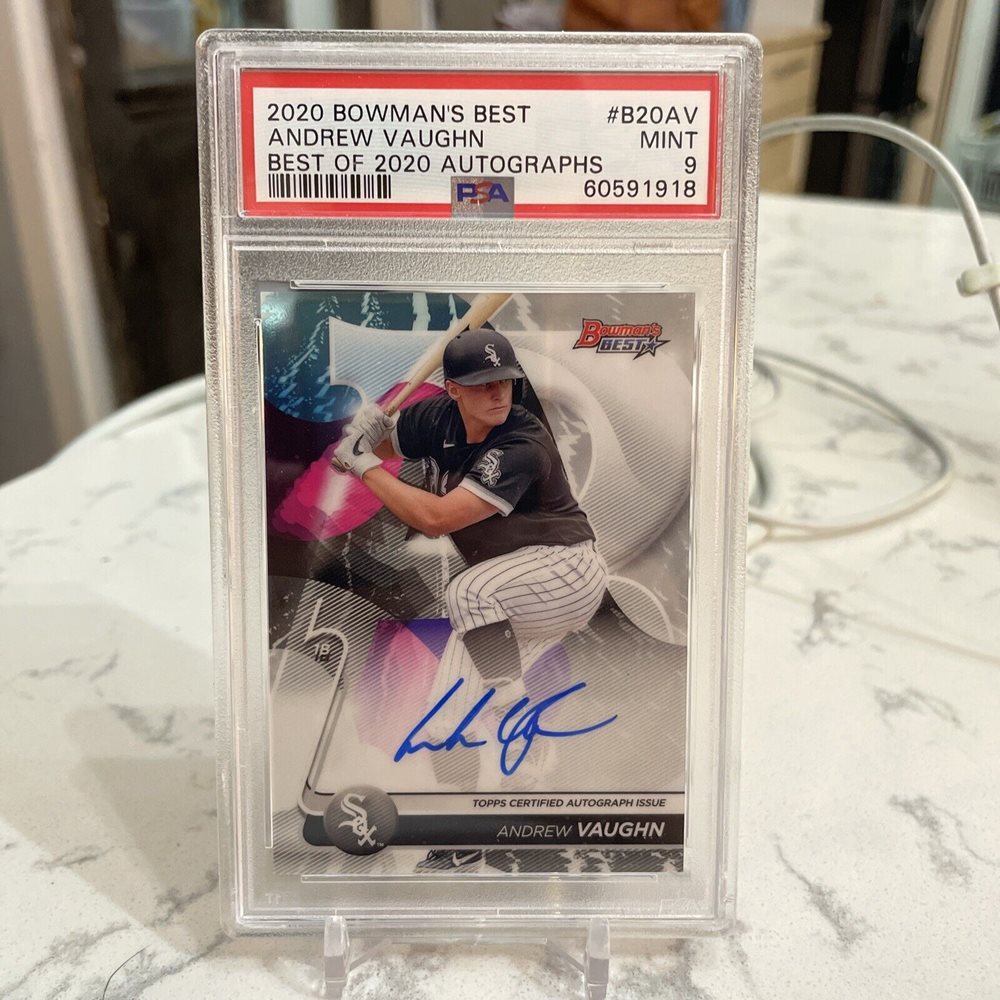 2020 BOWMAN'S BEST #B20AV
ANDREW VAUGHN MINT
BEST OF 2020 AUTOGRAPHS 9
PSA 60591918
Bowman's
BEST
Sox
TOPPS CERTIFIED AUTOGRAPH ISSUE
ANDREW VAUGHN